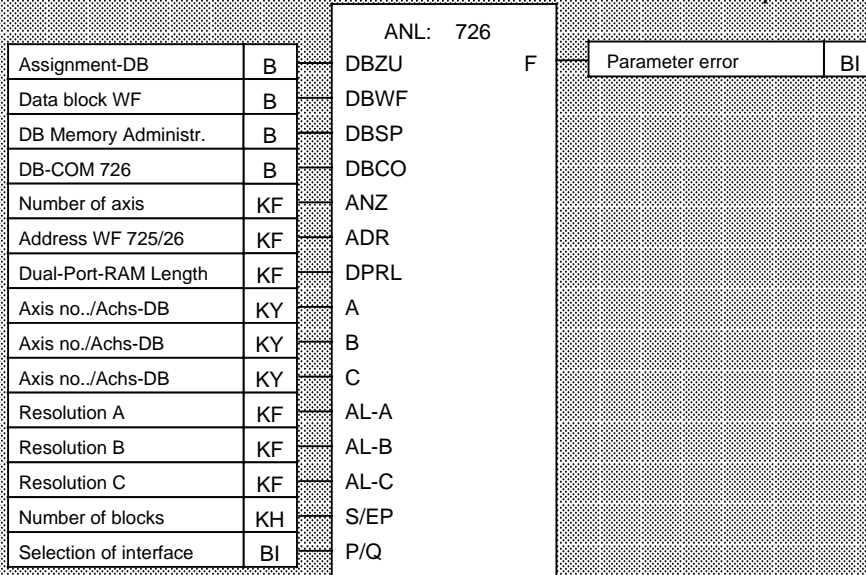 ANL: 726
Assignment-DB B DBZU F Parameter error BI
Data block WF B DBWF
DB Memory Administr. B DBSP
DB-COM 726 B DBCO
Number of axis KF ANZ
Address WF 725/26 KF ADR
Dual-Port-RAM Length KF DPRL
Axis no../Achs-DB KY A
Axis no./Achs-DB KY B
Axis no../Achs-DB KY C
Resolution A KF AL-A
Resolution B KF AL-B
Resolution C KF AL-C
Number of blocks KH S/EP
Selection of interface BI P/Q